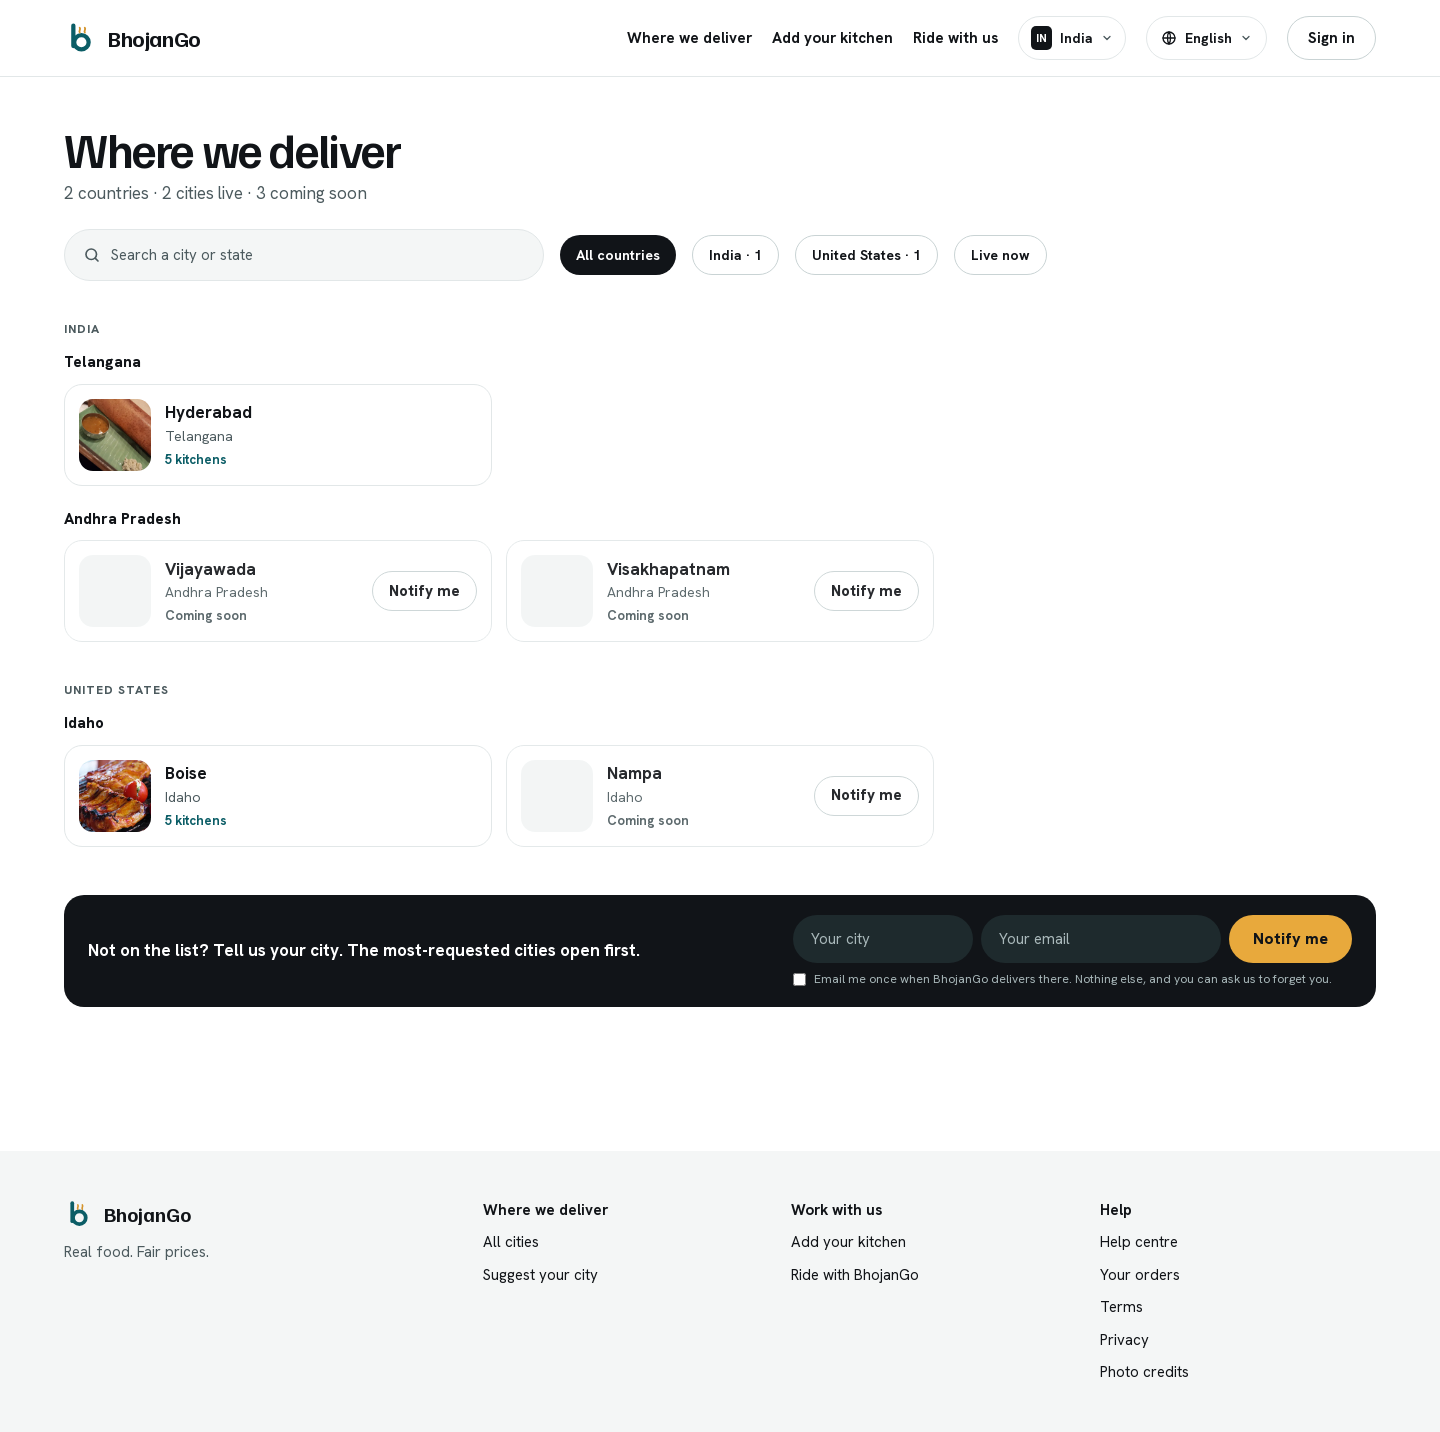 BhojanGo
Where we deliver
Add your kitchen
Ride with us
IN India
English
Sign in
Where we deliver
2 countries · 2 cities live · 3 coming soon
Search a city or state
All countries
India · 1
United States · 1
Live now
INDIA
Telangana
Hyderabad
Telangana
5 kitchens
Andhra Pradesh
Vijayawada
Andhra Pradesh
Coming soon
Notify me
Visakhapatnam
Andhra Pradesh
Coming soon
Notify me
UNITED STATES
Idaho
Boise
Idaho
5 kitchens
Nampa
Idaho
Coming soon
Notify me
Not on the list? Tell us your city. The most-requested cities open first.
Your city
Your email
Notify me
Email me once when BhojanGo delivers there. Nothing else, and you can ask us to forget you.
BhojanGo
Real food. Fair prices.
Where we deliver
All cities
Suggest your city
Work with us
Add your kitchen
Ride with BhojanGo
Help
Help centre
Your orders
Terms
Privacy
Photo credits